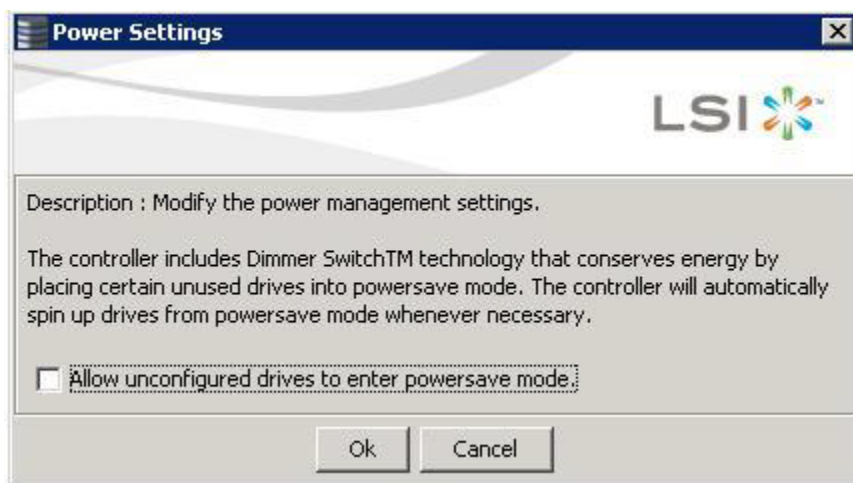 Power Settings
LSI™
Description : Modify the power management settings.
The controller includes Dimmer SwitchTM technology that conserves energy by
placing certain unused drives into powersave mode. The controller will automatically
spin up drives from powersave mode whenever necessary.
Allow unconfigured drives to enter powersave mode.
Ok
Cancel